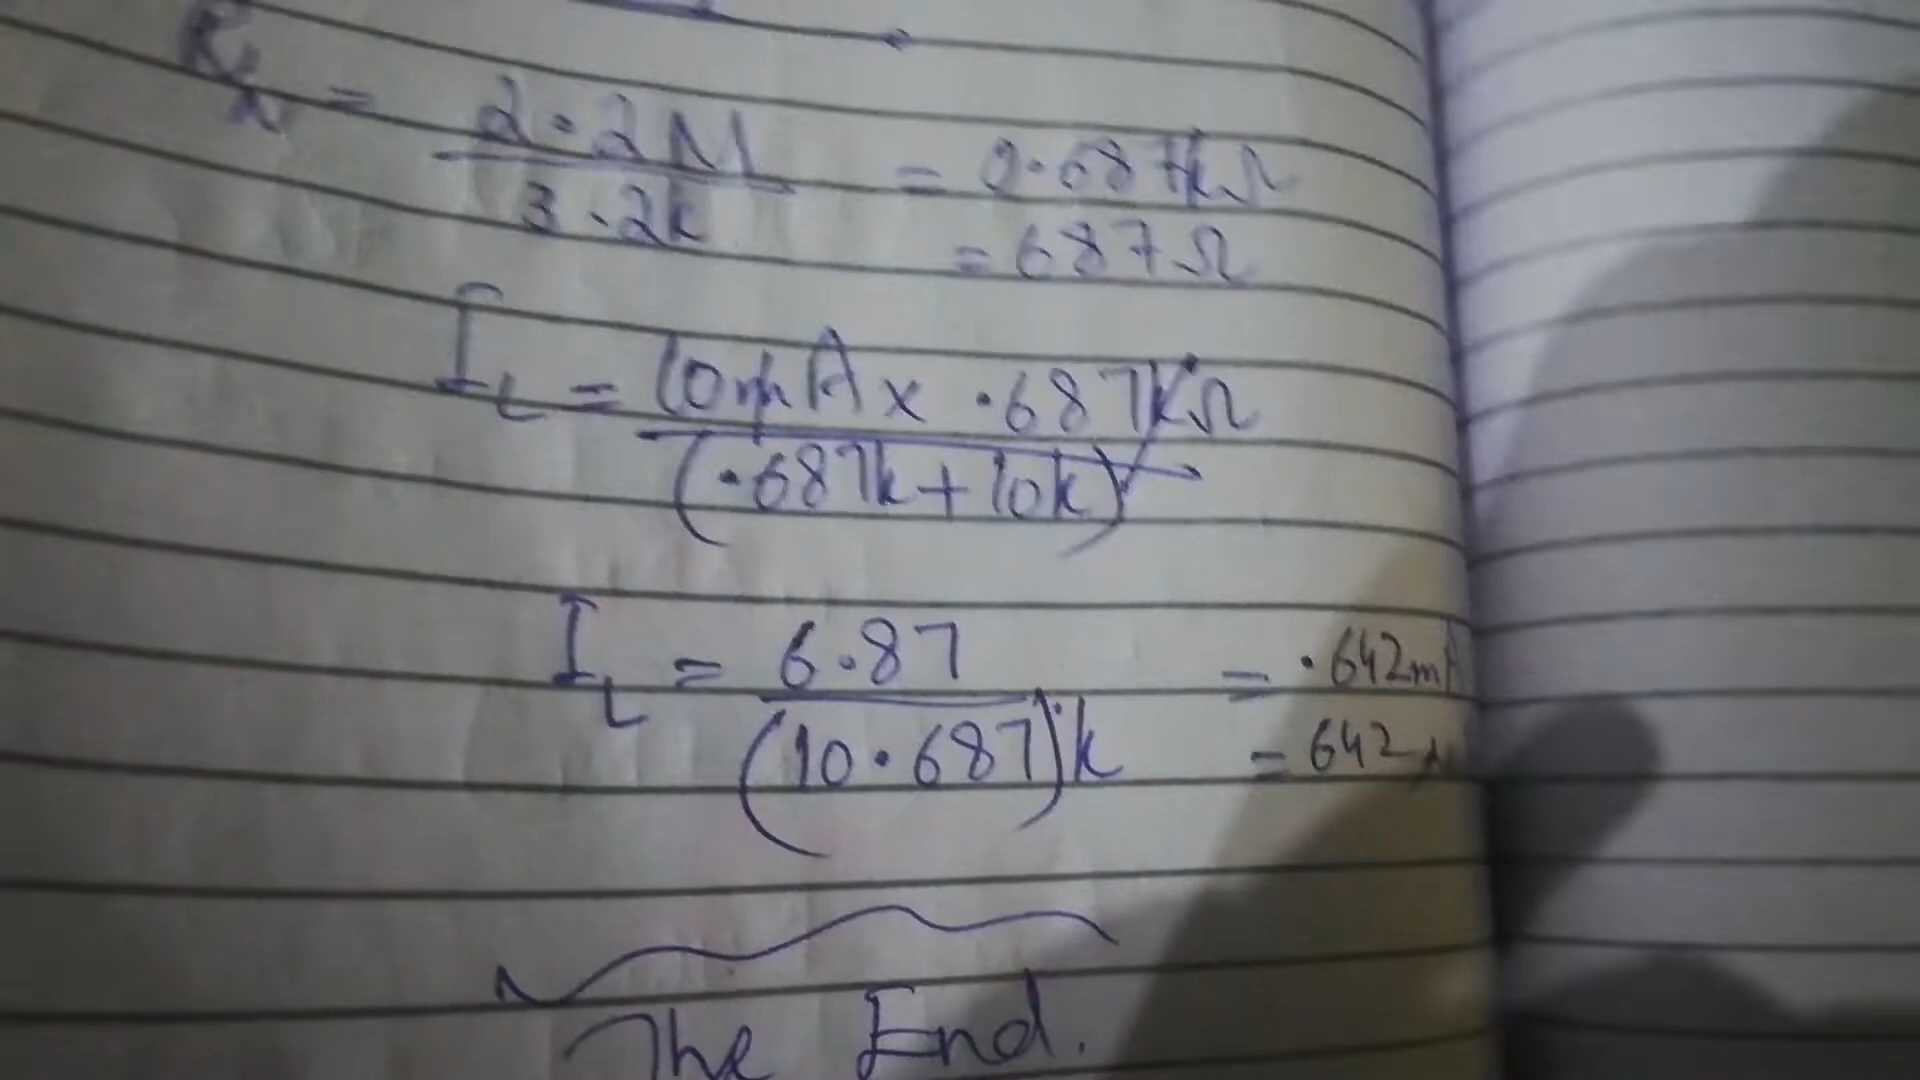 = 2.2M / 3.2k = 0.687kΩ
= 687Ω
I_L = 10mA x .687kΩ / (.687k + 10k)
I_L = 6.87 / (10.687)k = .642mA
= 642
The End.